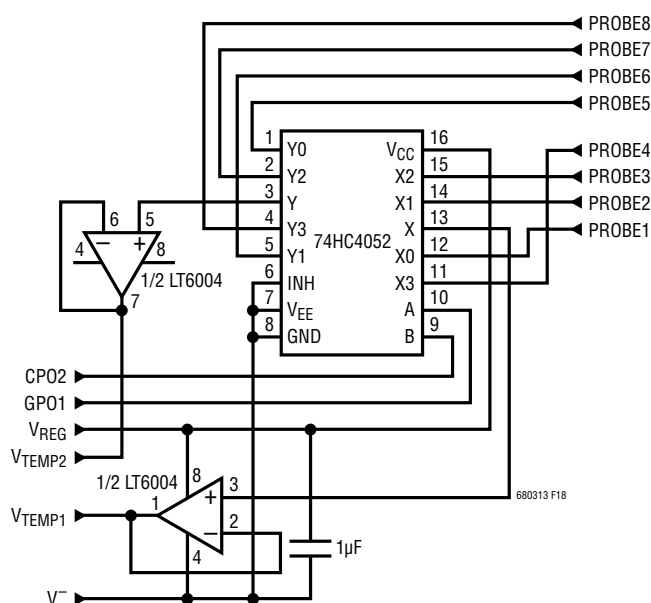 PROBE8
PROBE7
PROBE6
PROBE5
1 Y0 VCC 16
PROBE4
2 Y2 X2 15
PROBE3
3 Y X1 14
PROBE2
4 Y3 X 13
PROBE1
74HC4052
5 Y1 X0 12
6 INH X3 11
7 VEE A 10
8 GND B 9
6 5
− +
4 8
1/2 LT6004
7
CPO2
GPO1
VREG
VTEMP2
1/2 LT6004 8
3
+
680313 F18
VTEMP1 1
− 2
4
1µF
V−